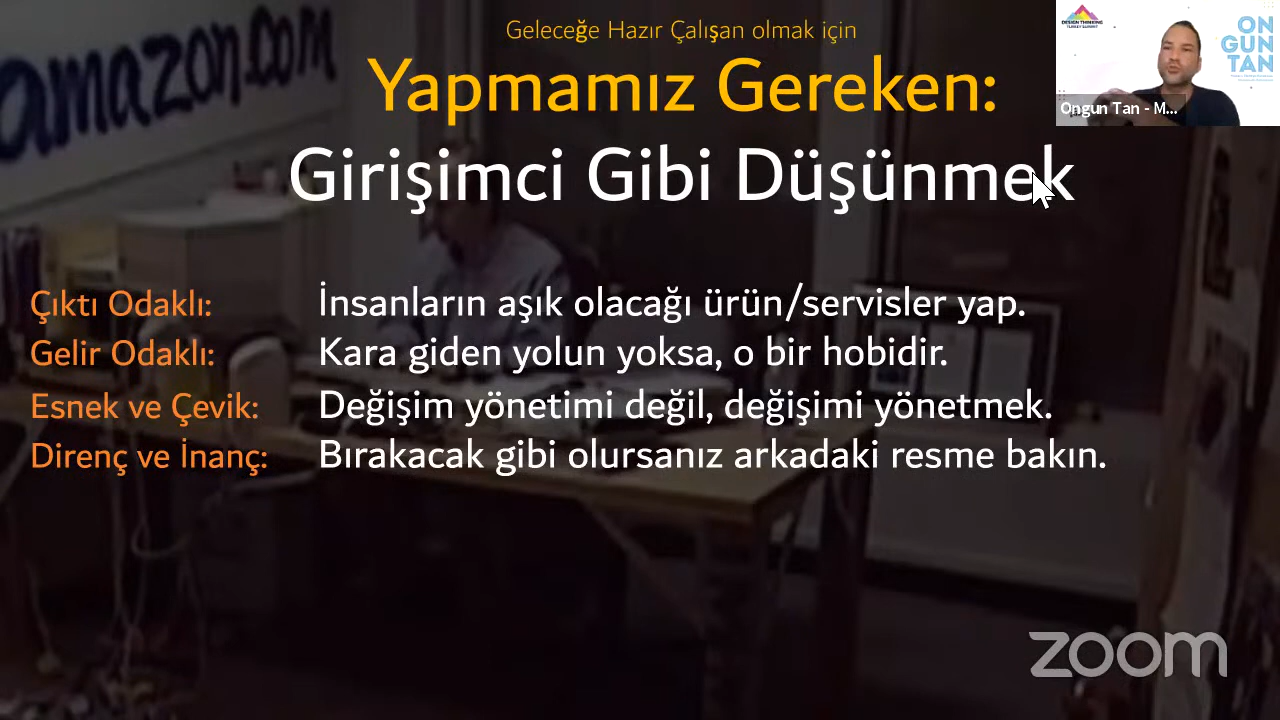 Geleceğe Hazır Çalışan olmak için
Yapmamız Gereken:
Girişimci Gibi Düşünmek
Çıktı Odaklı: İnsanların aşık olacağı ürün/servisler yap.
Gelir Odaklı: Kara giden yolun yoksa, o bir hobidir.
Esnek ve Çevik: Değişim yönetimi değil, değişimi yönetmek.
Direnç ve İnanç: Bırakacak gibi olursanız arkadaki resme bakın.
amazon.com
DESIGN THINKING
ON
GUN
TAN
Ongun Tan - M...
zoom